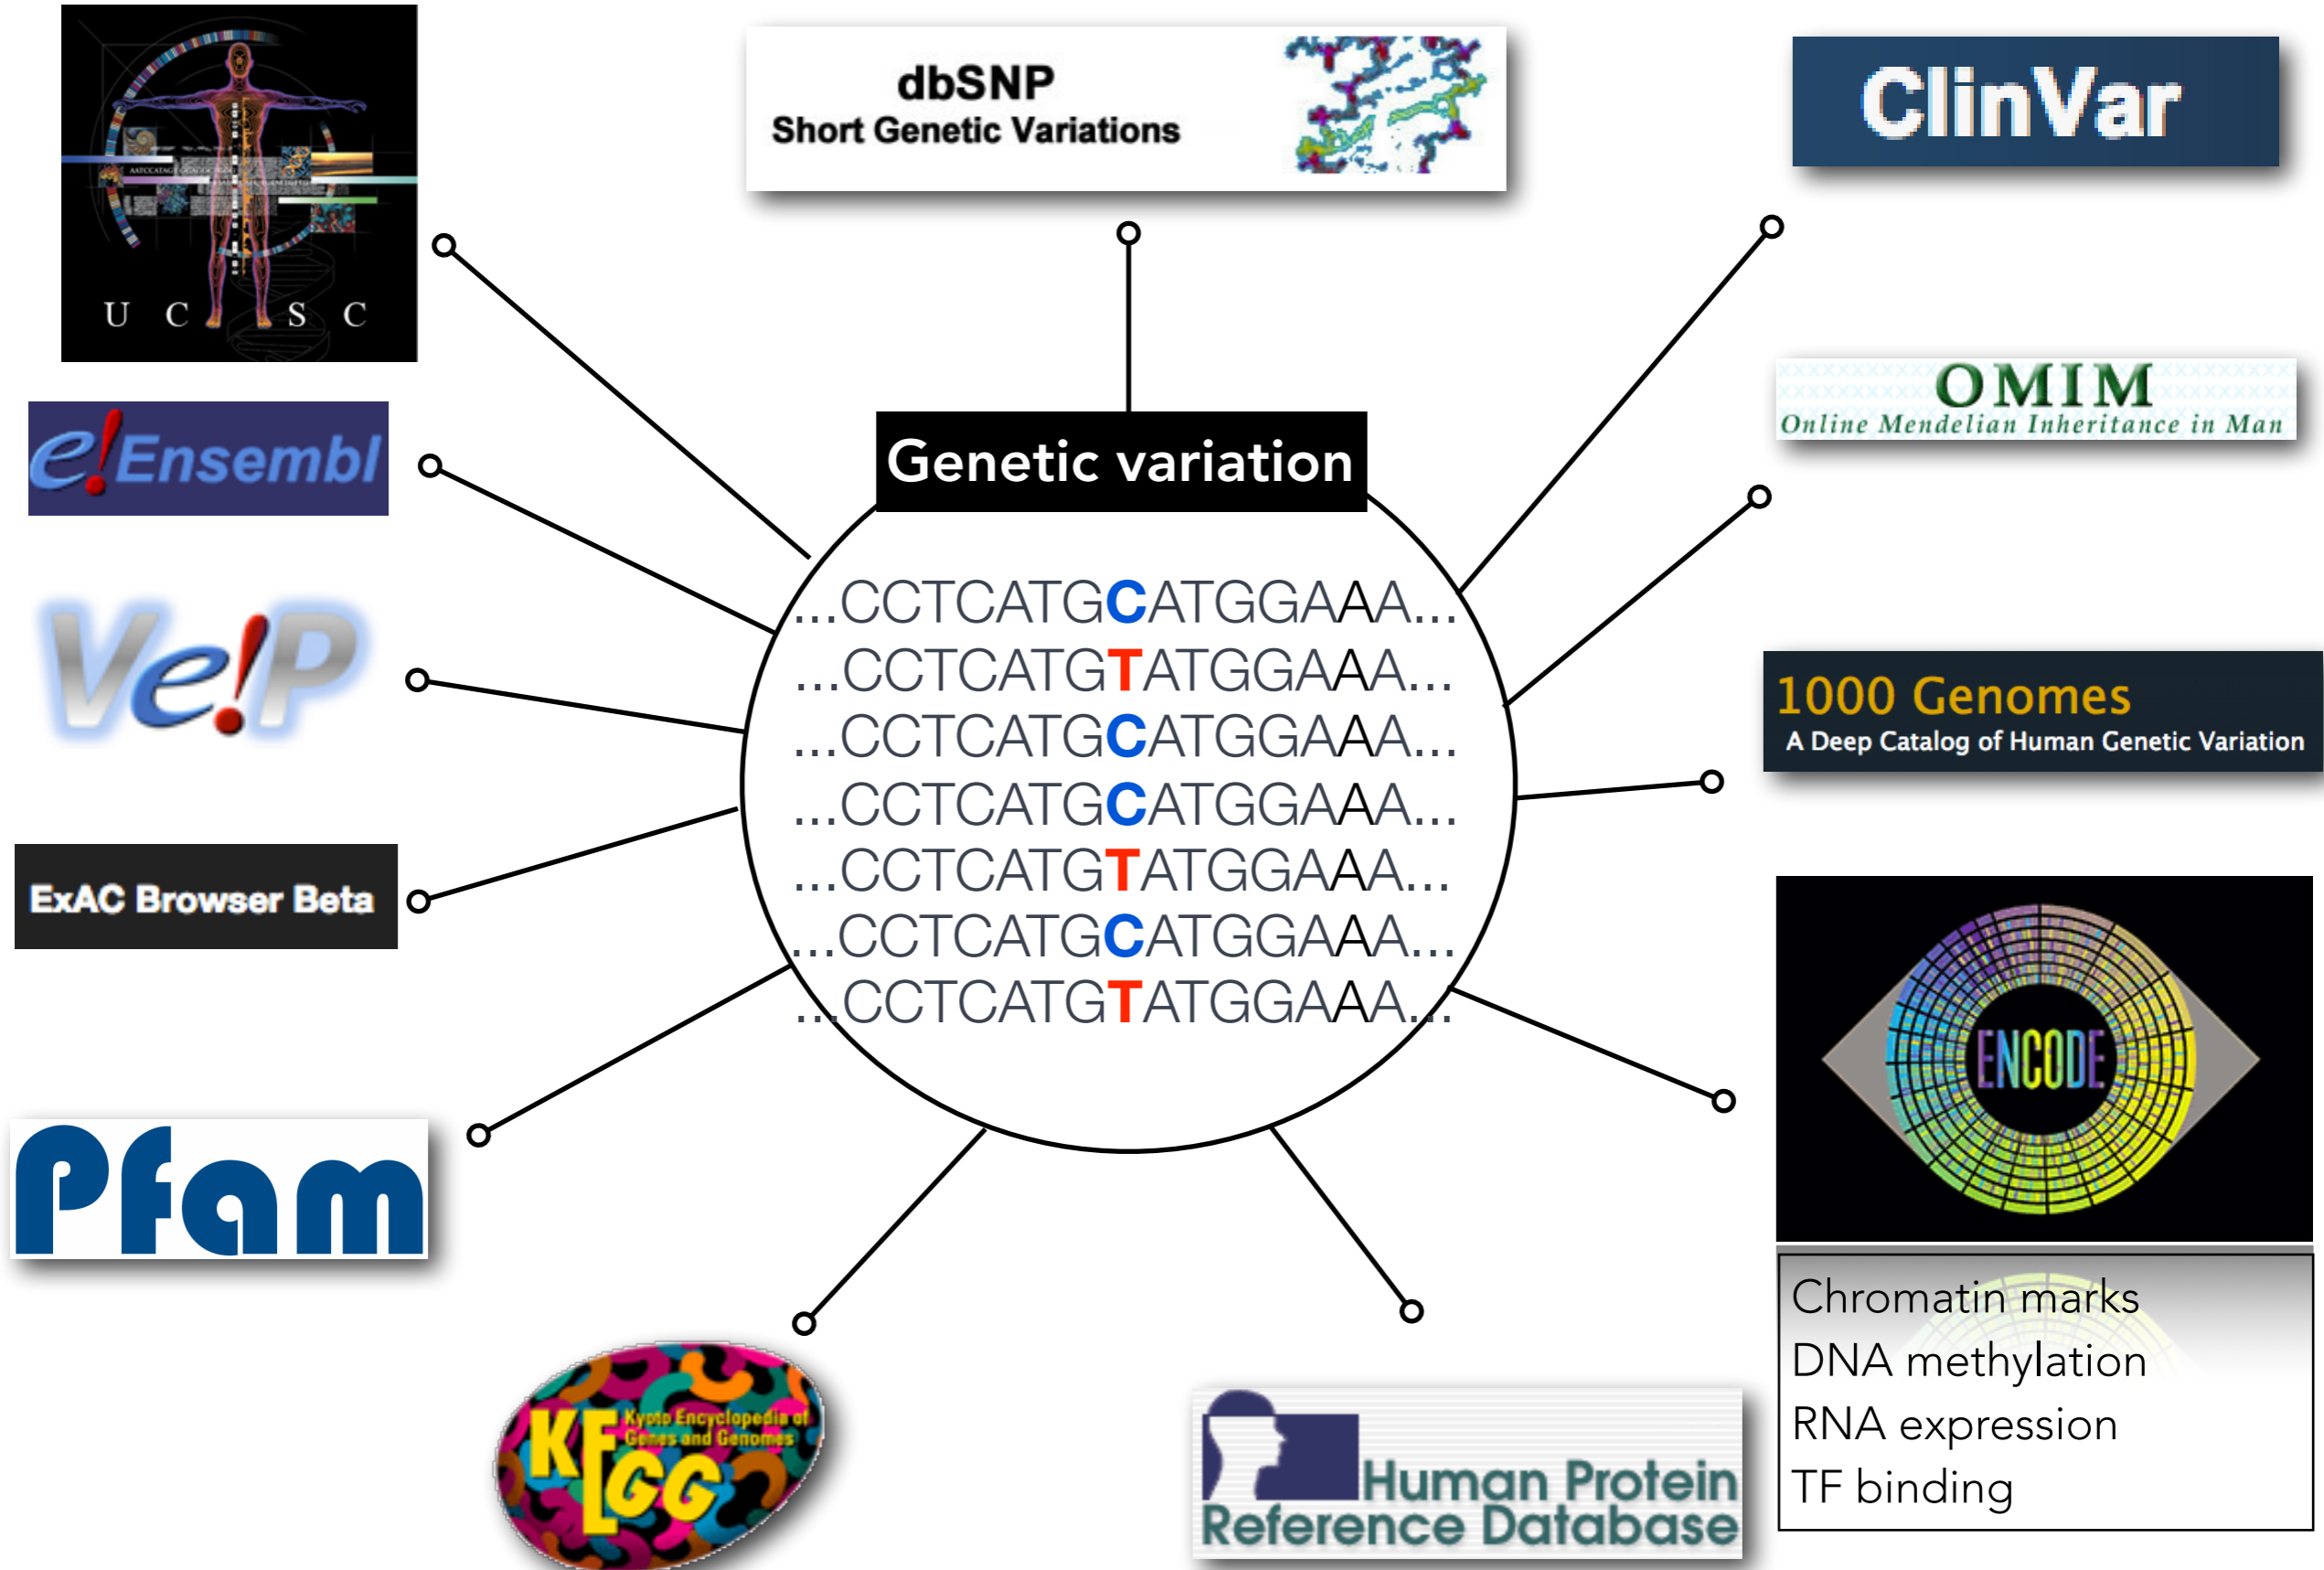 U C S C
AATCCATAG
dbSNP
Short Genetic Variations
ClinVar
e!Ensembl
OMIM
Online Mendelian Inheritance in Man
Genetic variation
Ve!P
...CCTCATGCATGGAAA...
...CCTCATGTATGGAAA...
...CCTCATGCATGGAAA...
...CCTCATGCATGGAAA...
...CCTCATGTATGGAAA...
...CCTCATGCATGGAAA...
...CCTCATGTATGGAAA...
1000 Genomes
A Deep Catalog of Human Genetic Variation
ExAC Browser Beta
ENCODE
Pfam
Chromatin marks
DNA methylation
RNA expression
TF binding
KEGG
Kyoto Encyclopedia of
Genes and Genomes
Human Protein
Reference Database